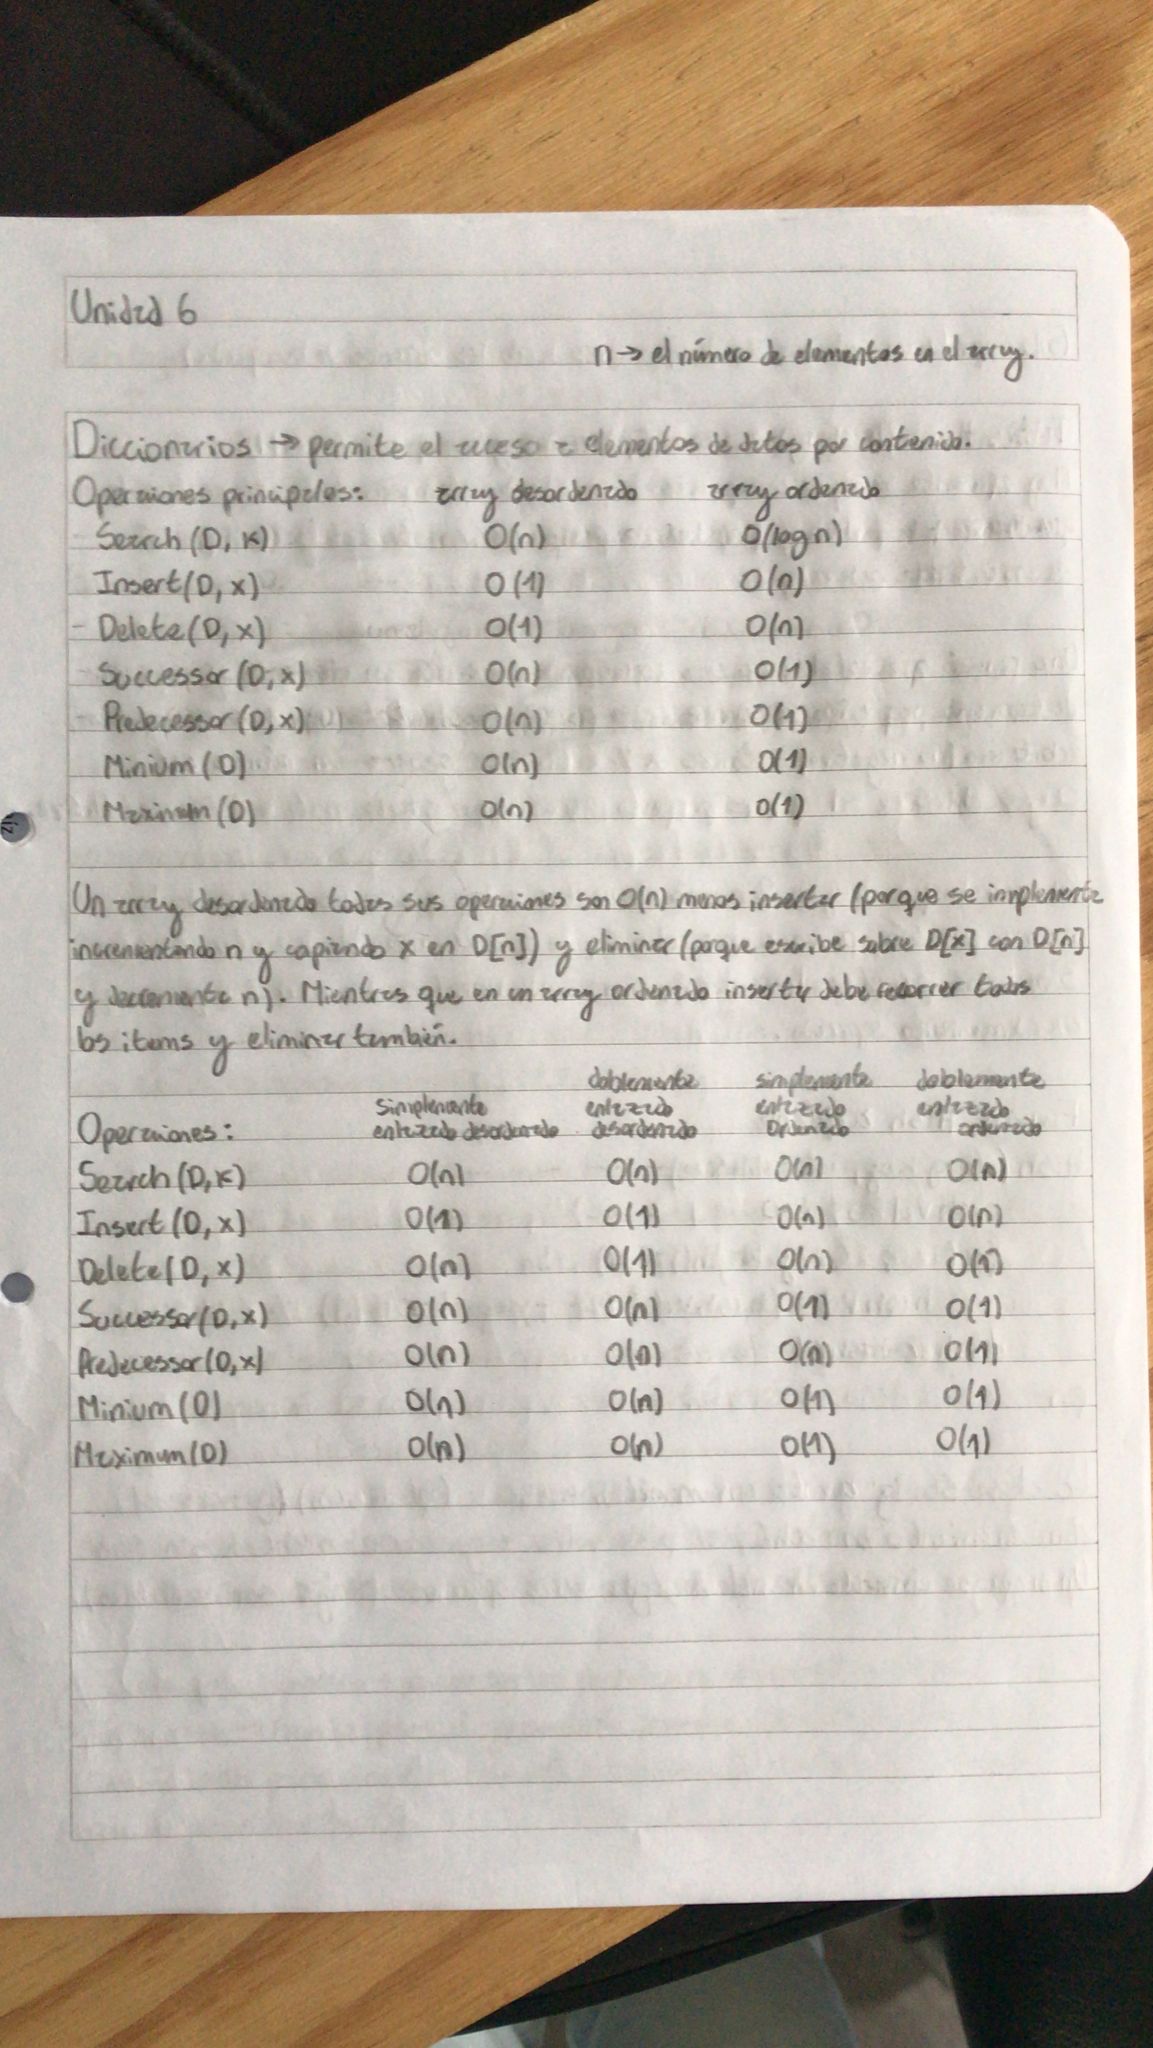 Unidad 6
n → el número de elementos en el array.
Diccionarios → permite el acceso a elementos de datos por contenido.
Operaciones principales: array desordenado array ordenado
Search (D, k) O(n) O(log n)
Insert (D, x) O(1) O(n)
- Delete (D, x) O(1) O(n)
Successor (D, x) O(n) O(1)
Predecessor (D, x) O(n) O(1)
Minium (D) O(n) O(1)
Maximum (D) O(n) O(1)
Un array desordenado todas sus operaciones son O(n) menos insertar (porque se implementa
incrementando n y copiando x en D[n]) y eliminar (porque escribe sobre D[x] con D[n]
y decrementa n). Mientras que en un array ordenado insertar debe recorrer todos
los items y eliminar también.
Operaciones: simplemente enlazado desordenado doblemente enlazado desordenado simplemente enlazado ordenado doblemente enlazado ordenado
Search (D, k) O(n) O(n) O(n) O(n)
Insert (D, x) O(1) O(1) O(n) O(n)
Delete (D, x) O(n) O(1) O(n) O(1)
Successor (D, x) O(n) O(n) O(1) O(1)
Predecessor (D, x) O(n) O(n) O(n) O(1)
Minium (D) O(n) O(n) O(1) O(1)
Maximum (D) O(n) O(n) O(1) O(1)